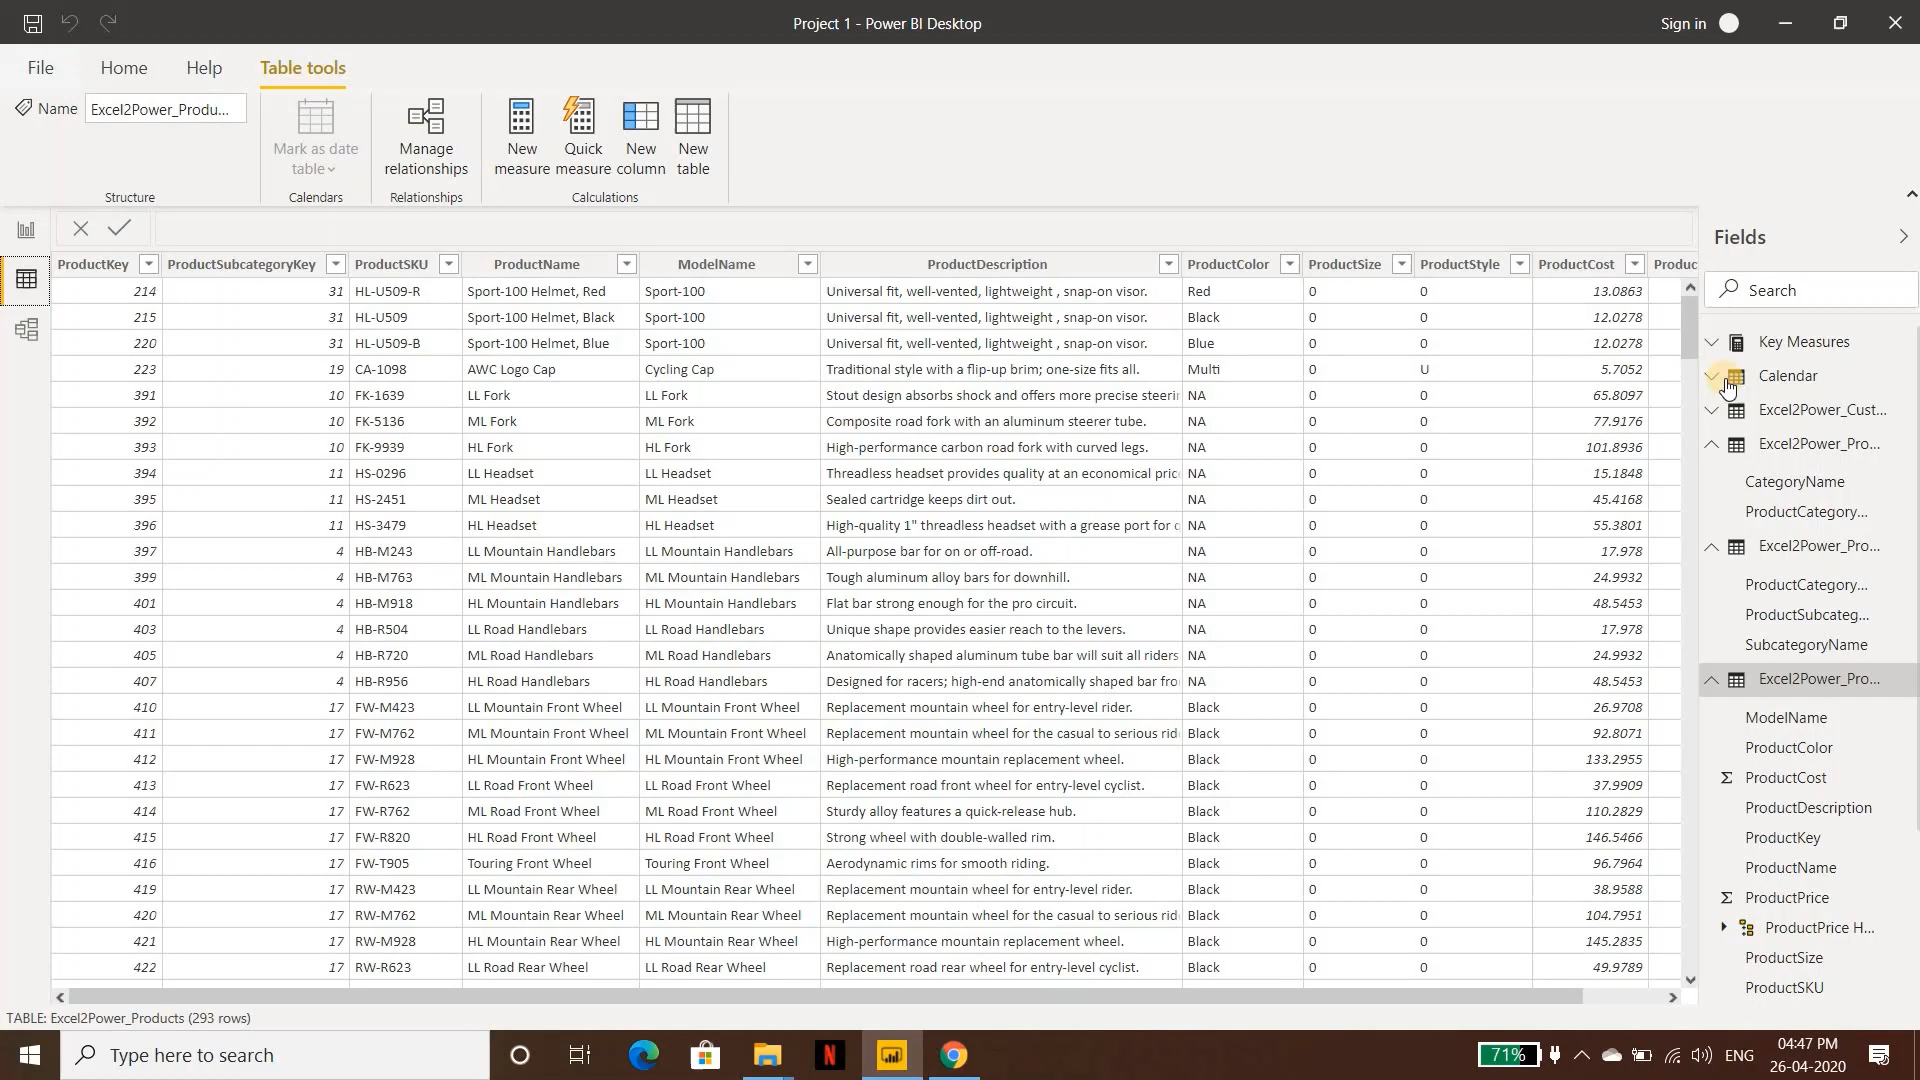 Project 1 - Power BI Desktop
Sign in
File Home Help Table tools
Name Excel2Power_Produ...
Mark as date table
Manage relationships
New measure
Quick measure
New column
New table
Structure Calendars Relationships Calculations
ProductKey ProductSubcategoryKey ProductSKU ProductName ModelName ProductDescription ProductColor ProductSize ProductStyle ProductCost Produc
214 31 HL-U509-R Sport-100 Helmet, Red Sport-100 Universal fit, well-vented, lightweight , snap-on visor. Red 0 0 13.0863
215 31 HL-U509 Sport-100 Helmet, Black Sport-100 Universal fit, well-vented, lightweight , snap-on visor. Black 0 0 12.0278
220 31 HL-U509-B Sport-100 Helmet, Blue Sport-100 Universal fit, well-vented, lightweight , snap-on visor. Blue 0 0 12.0278
223 19 CA-1098 AWC Logo Cap Cycling Cap Traditional style with a flip-up brim; one-size fits all. Multi 0 U 5.7052
391 10 FK-1639 LL Fork LL Fork Stout design absorbs shock and offers more precise steeri NA 0 0 65.8097
392 10 FK-5136 ML Fork ML Fork Composite road fork with an aluminum steerer tube. NA 0 0 77.9176
393 10 FK-9939 HL Fork HL Fork High-performance carbon road fork with curved legs. NA 0 0 101.8936
394 11 HS-0296 LL Headset LL Headset Threadless headset provides quality at an economical pric NA 0 0 15.1848
395 11 HS-2451 ML Headset ML Headset Sealed cartridge keeps dirt out. NA 0 0 45.4168
396 11 HS-3479 HL Headset HL Headset High-quality 1" threadless headset with a grease port for q NA 0 0 55.3801
397 4 HB-M243 LL Mountain Handlebars LL Mountain Handlebars All-purpose bar for on or off-road. NA 0 0 17.978
399 4 HB-M763 ML Mountain Handlebars ML Mountain Handlebars Tough aluminum alloy bars for downhill. NA 0 0 24.9932
401 4 HB-M918 HL Mountain Handlebars HL Mountain Handlebars Flat bar strong enough for the pro circuit. NA 0 0 48.5453
403 4 HB-R504 LL Road Handlebars LL Road Handlebars Unique shape provides easier reach to the levers. NA 0 0 17.978
405 4 HB-R720 ML Road Handlebars ML Road Handlebars Anatomically shaped aluminum tube bar will suit all riders NA 0 0 24.9932
407 4 HB-R956 HL Road Handlebars HL Road Handlebars Designed for racers; high-end anatomically shaped bar fro NA 0 0 48.5453
410 17 FW-M423 LL Mountain Front Wheel LL Mountain Front Wheel Replacement mountain wheel for entry-level rider. Black 0 0 26.9708
411 17 FW-M762 ML Mountain Front Wheel ML Mountain Front Wheel Replacement mountain wheel for the casual to serious rid Black 0 0 92.8071
412 17 FW-M928 HL Mountain Front Wheel HL Mountain Front Wheel High-performance mountain replacement wheel. Black 0 0 133.2955
413 17 FW-R623 LL Road Front Wheel LL Road Front Wheel Replacement road front wheel for entry-level cyclist. Black 0 0 37.9909
414 17 FW-R762 ML Road Front Wheel ML Road Front Wheel Sturdy alloy features a quick-release hub. Black 0 0 110.2829
415 17 FW-R820 HL Road Front Wheel HL Road Front Wheel Strong wheel with double-walled rim. Black 0 0 146.5466
416 17 FW-T905 Touring Front Wheel Touring Front Wheel Aerodynamic rims for smooth riding. Black 0 0 96.7964
419 17 RW-M423 LL Mountain Rear Wheel LL Mountain Rear Wheel Replacement mountain wheel for entry-level rider. Black 0 0 38.9588
420 17 RW-M762 ML Mountain Rear Wheel ML Mountain Rear Wheel Replacement mountain wheel for the casual to serious rid Black 0 0 104.7951
421 17 RW-M928 HL Mountain Rear Wheel HL Mountain Rear Wheel High-performance mountain replacement wheel. Black 0 0 145.2835
422 17 RW-R623 LL Road Rear Wheel LL Road Rear Wheel Replacement road rear wheel for entry-level cyclist. Black 0 0 49.9789
TABLE: Excel2Power_Products (293 rows)
Fields
Search
Key Measures
Calendar
Excel2Power_Cust...
Excel2Power_Pro...
CategoryName
ProductCategory...
Excel2Power_Pro...
ProductCategory...
ProductSubcateg...
SubcategoryName
Excel2Power_Pro...
ModelName
ProductColor
Σ ProductCost
ProductDescription
ProductKey
ProductName
Σ ProductPrice
ProductPrice H...
ProductSize
ProductSKU
Type here to search
N
71%
ENG
04:47 PM
26-04-2020